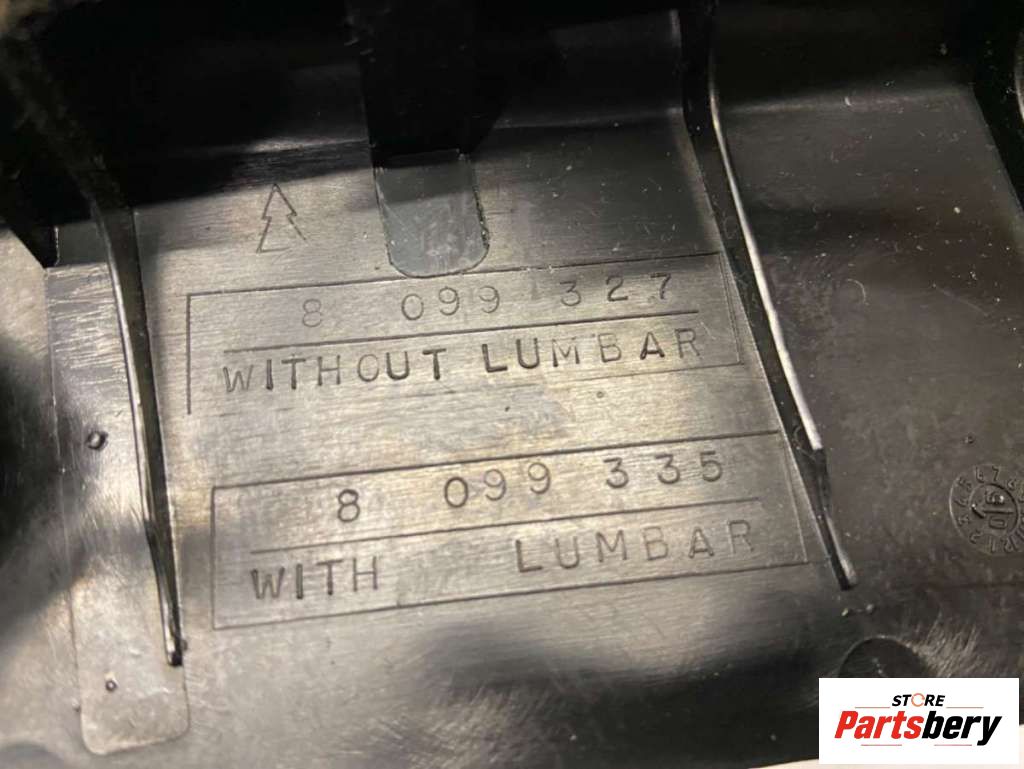 8 099 327
WITHOUT LUMBAR
8 099 335
WITH LUMBAR
STORE
Partsbery